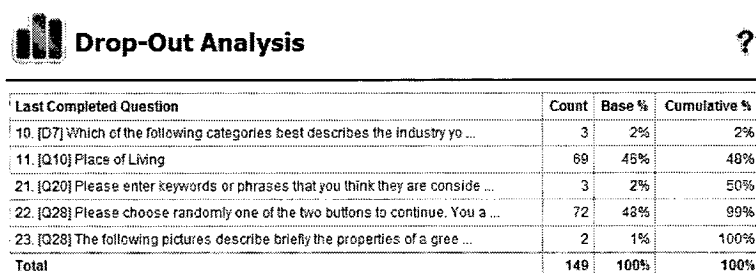 Drop-Out Analysis ?
Last Completed Question Count Base % Cumulative %
10. [D7] Which of the following categories best describes the industry yo ... 3 2% 2%
11. [Q10] Place of Living 69 46% 48%
21. [Q20] Please enter keywords or phrases that you think they are conside ... 3 2% 50%
22. [Q28] Please choose randomly one of the two buttons to continue. You a ... 72 48% 99%
23. [Q28] The following pictures describe briefly the properties of a gree ... 2 1% 100%
Total 149 100% 100%